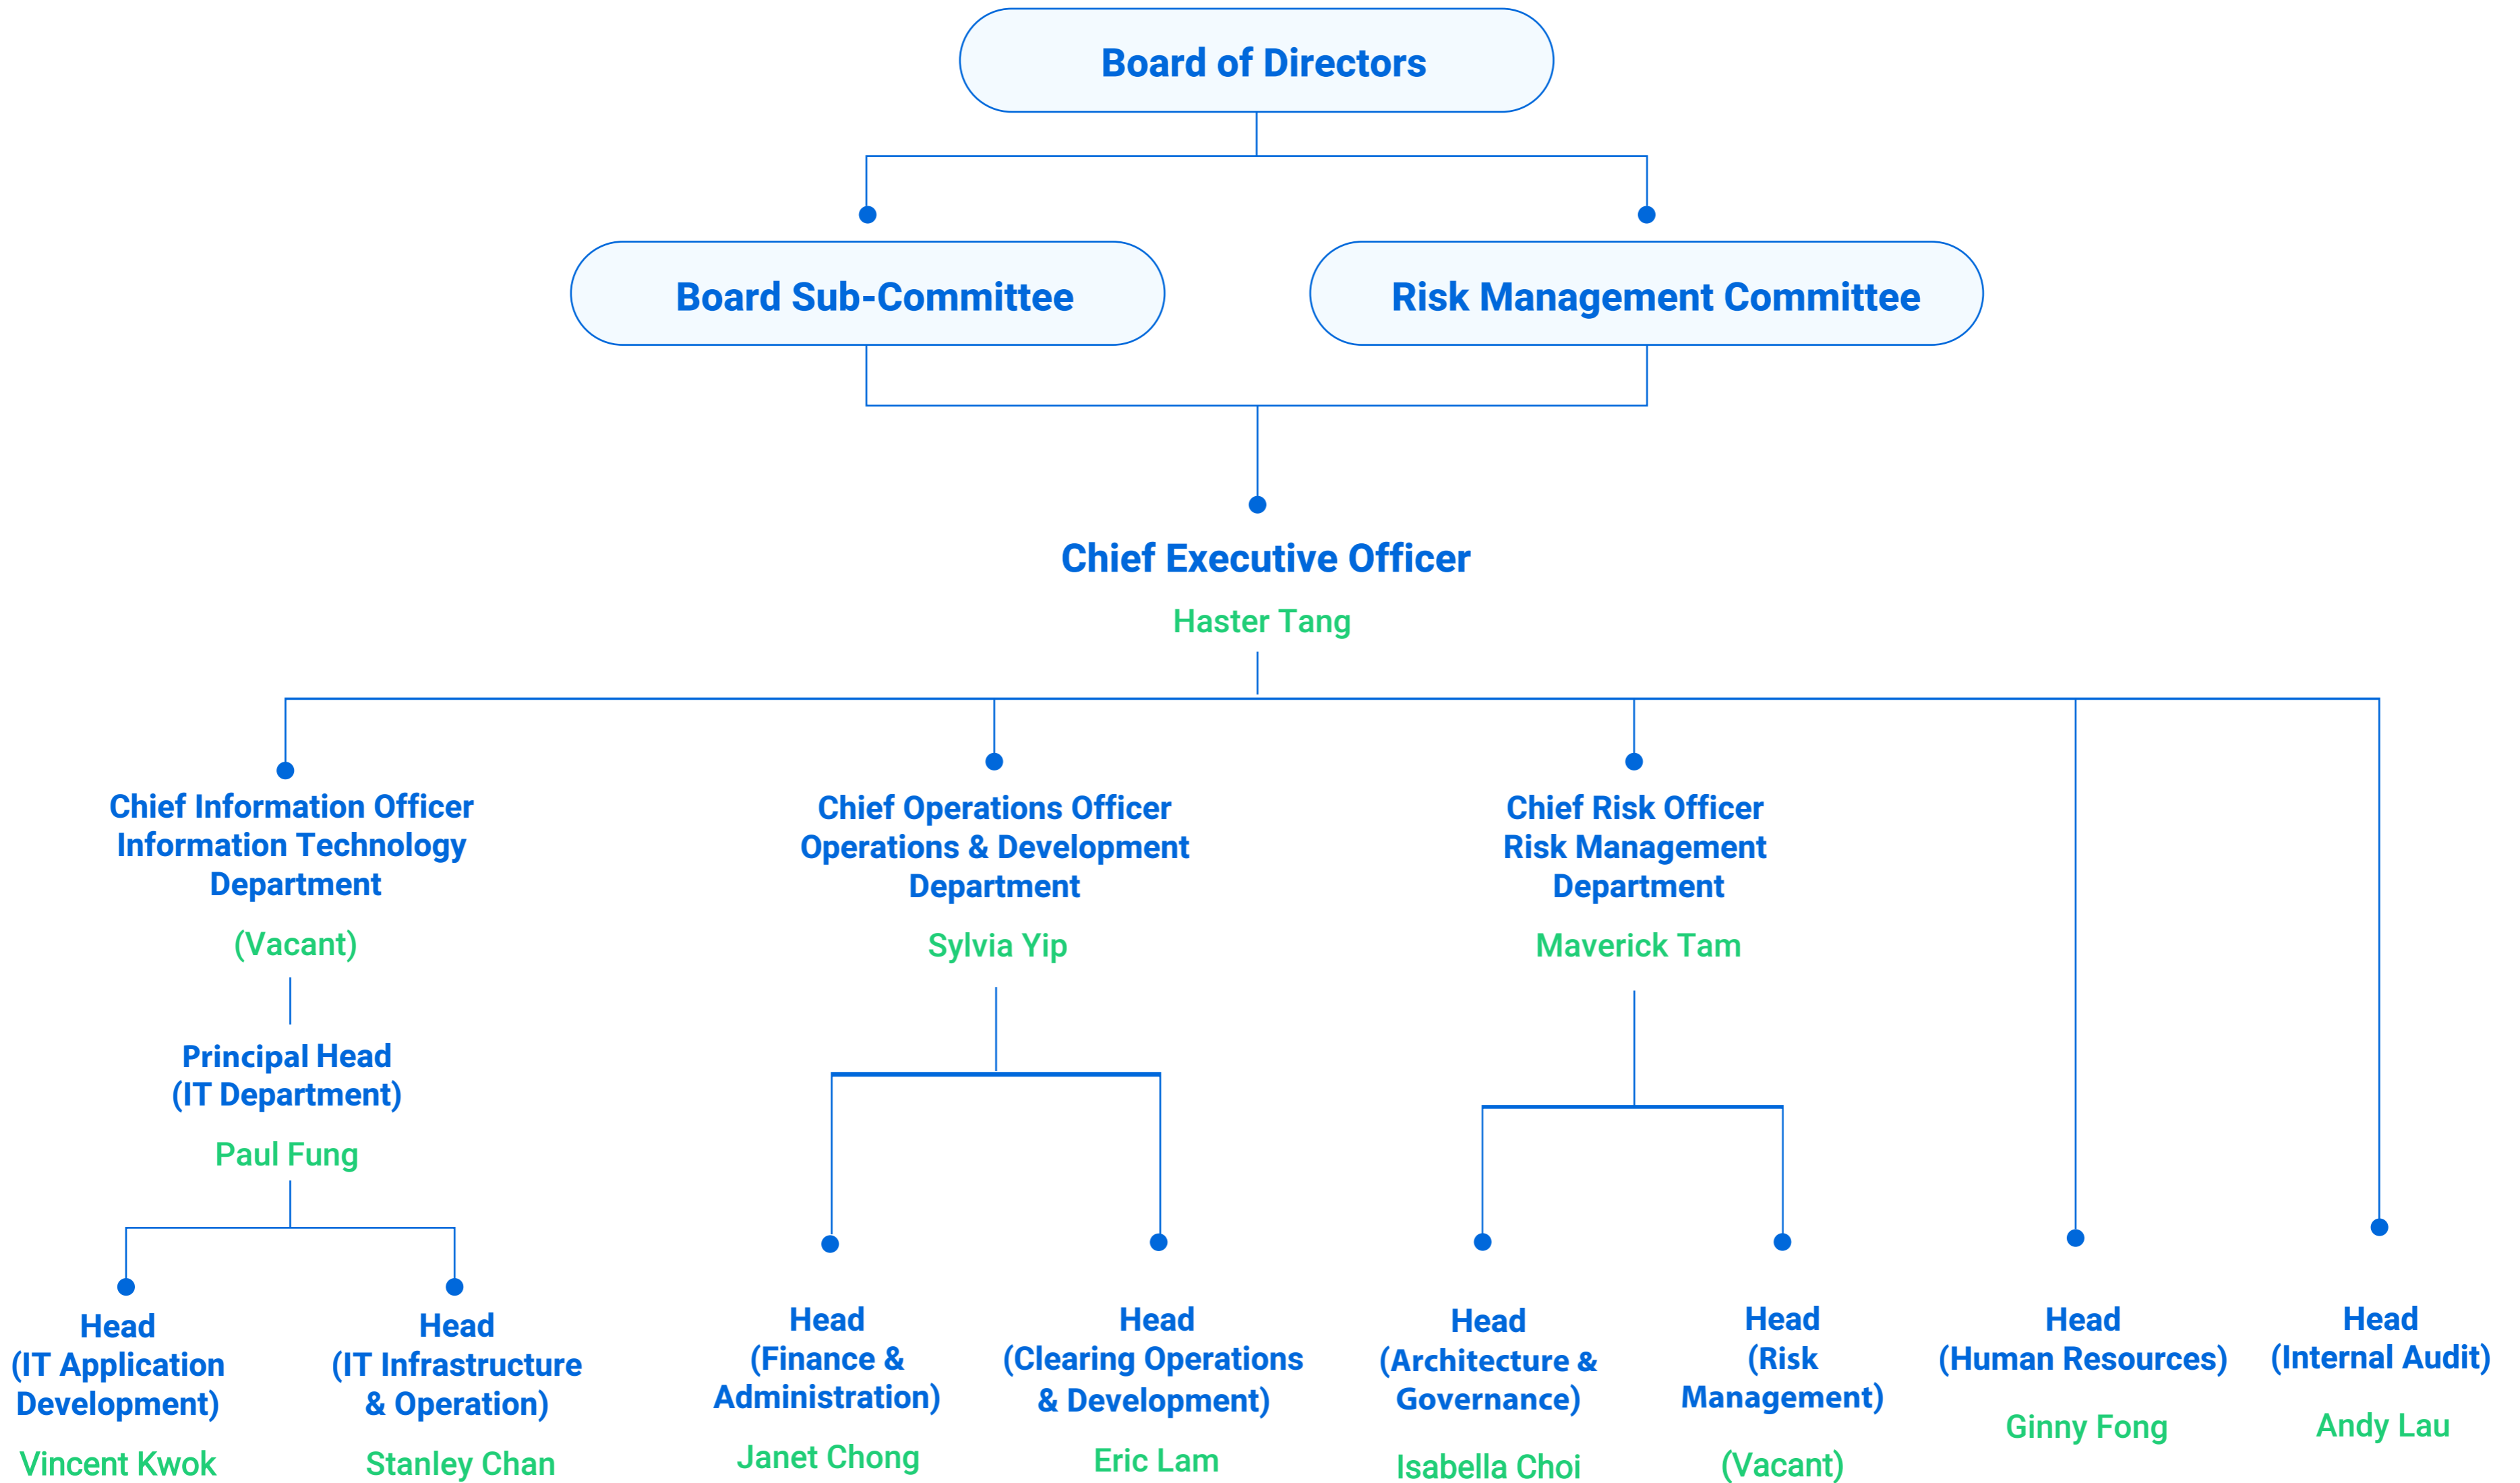 Board of Directors
Board Sub-Committee
Risk Management Committee
Chief Executive Officer
Haster Tang
Chief Information Officer
Information Technology
Department
(Vacant)
Chief Operations Officer
Operations & Development
Department
Sylvia Yip
Chief Risk Officer
Risk Management
Department
Maverick Tam
Principal Head
(IT Department)
Paul Fung
Head
(IT Application
Development)
Vincent Kwok
Head
(IT Infrastructure
& Operation)
Stanley Chan
Head
(Finance &
Administration)
Janet Chong
Head
(Clearing Operations
& Development)
Eric Lam
Head
(Architecture &
Governance)
Isabella Choi
Head
(Risk
Management)
(Vacant)
Head
(Human Resources)
Ginny Fong
Head
(Internal Audit)
Andy Lau